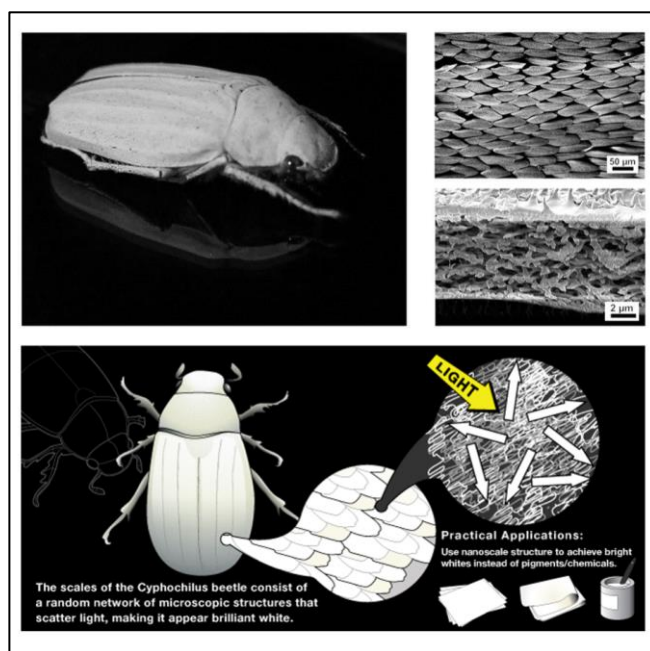 50 µm
2 µm
LIGHT
Practical Applications:
Use nanoscale structure to achieve bright
whites instead of pigments/chemicals.
The scales of the Cyphochilus beetle consist of
a random network of microscopic structures that
scatter light, making it appear brilliant white.